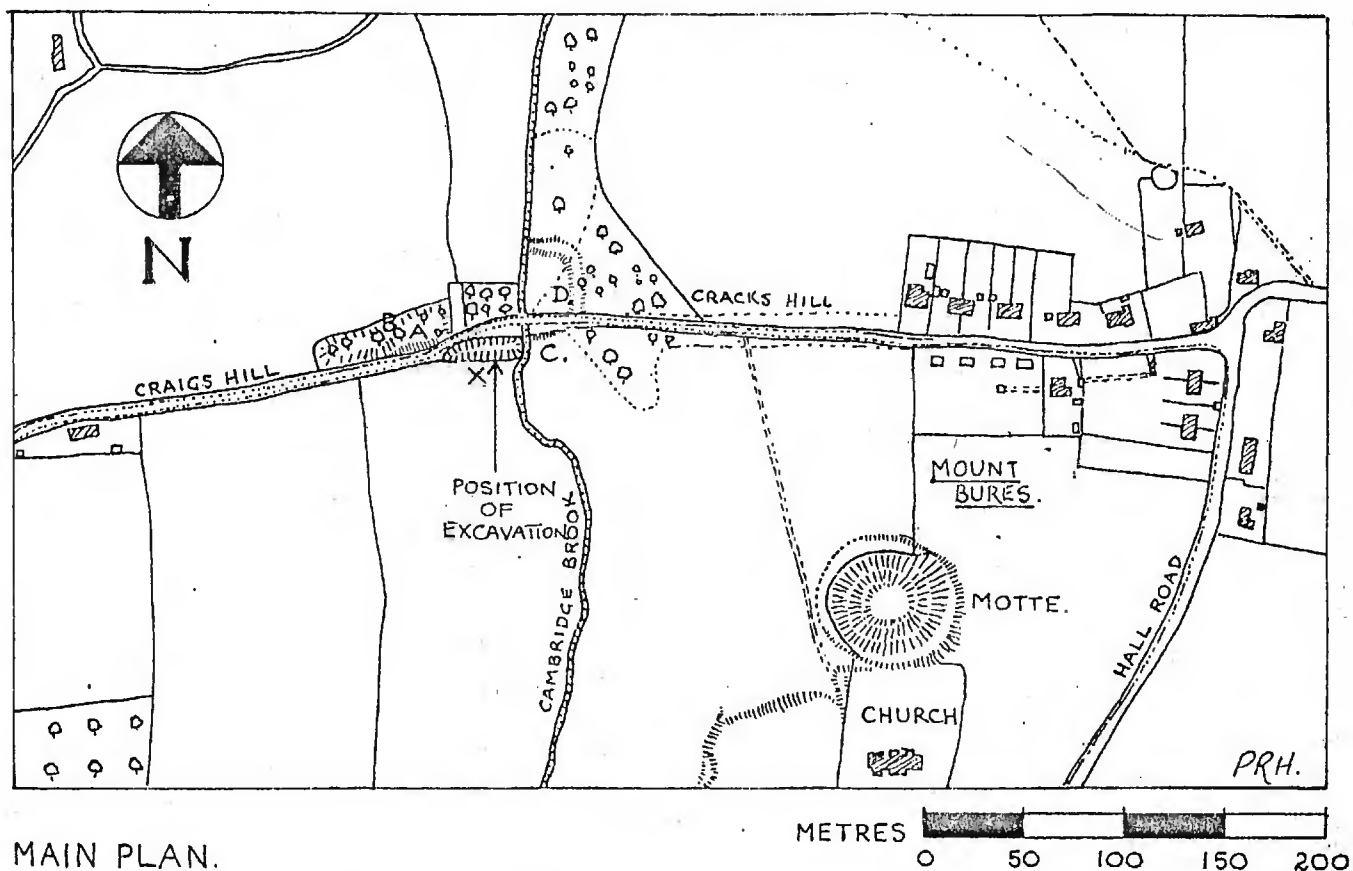 N
CRACKS HILL
B
A
D.
C.
X
CRAIGS HILL
POSITION
OF
EXCAVATION
CAMBRIDGE BROOK
MOUNT
BURES.
MOTTE.
HALL ROAD
CHURCH
PRH.
MAIN PLAN.
METRES
0 50 100 150 200